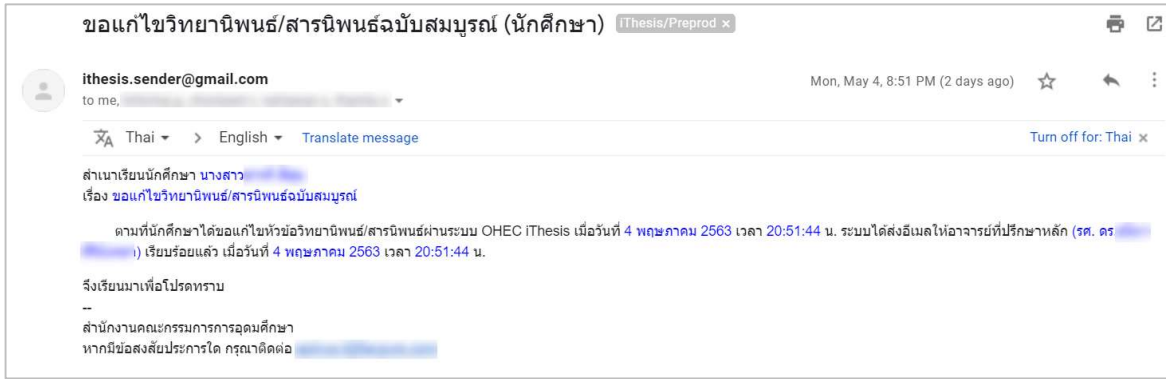 ขอแก้ไขวิทยานิพนธ์/สารนิพนธ์ฉบับสมบูรณ์ (นักศึกษา) iThesis/Preprod ×
ithesis.sender@gmail.com
Mon, May 4, 8:51 PM (2 days ago)
to me,
Thai > English Translate message
Turn off for: Thai ×
สำเนาเรียนนักศึกษา นางสาว
เรื่อง ขอแก้ไขวิทยานิพนธ์/สารนิพนธ์ฉบับสมบูรณ์
ตามที่นักศึกษาได้ขอแก้ไขหัวข้อวิทยานิพนธ์/สารนิพนธ์ผ่านระบบ OHEC iThesis เมื่อวันที่ 4 พฤษภาคม 2563 เวลา 20:51:44 น. ระบบได้ส่งอีเมลให้อาจารย์ที่ปรึกษาหลัก (รศ. ดร
) เรียบร้อยแล้ว เมื่อวันที่ 4 พฤษภาคม 2563 เวลา 20:51:44 น.
จึงเรียนมาเพื่อโปรดทราบ
--
สำนักงานคณะกรรมการการอุดมศึกษา
หากมีข้อสงสัยประการใด กรุณาติดต่อ